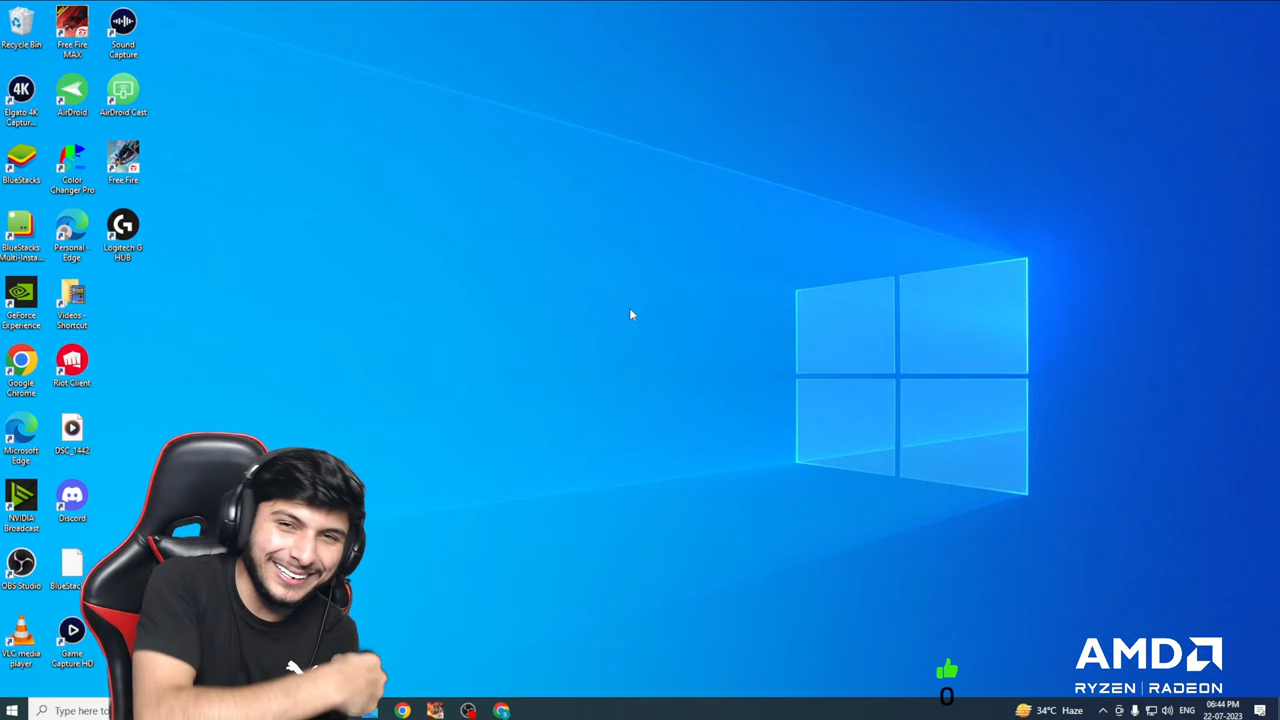 Recycle Bin
Free Fire
MAX
Sound
Capture
4K
Elgato 4K
Captur...
AirDroid
AirDroid Cast
BlueStacks
Color
Changer Pro
Free Fire
BlueStacks
Multi-Insta...
Personal -
Edge
Logitech G
HUB
GeForce
Experience
Videos -
Shortcut
Google
Chrome
Riot Client
Microsoft
Edge
DSC_1442
NVIDIA
Broadcast
Discord
OBS Studio
BlueStac
VLC media
player
Game
Capture HD
AMD
RYZEN | RADEON
0
Type here to
34°C Haze
ENG
06:44 PM
22-07-2023